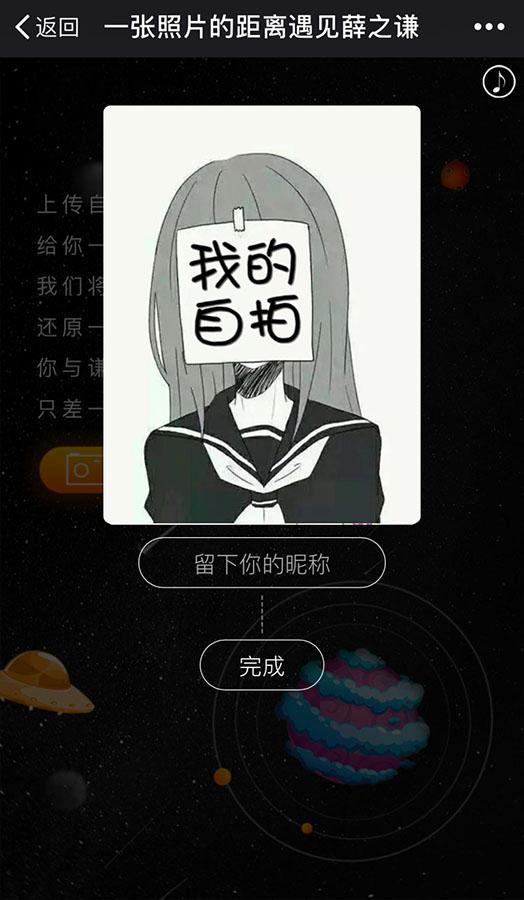 返回 一张照片的距离遇见薛之谦
上传自
给你一
我们将
还原一
你与谦
只差一
我的
自拍
留下你的昵称
完成